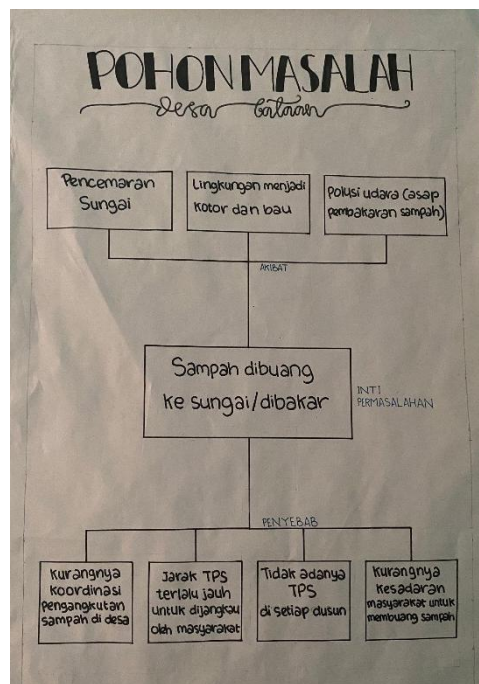 POHON MASALAH
Desa
Pencemaran
Sungai
Lingkungan menjadi
kotor dan bau
Polusi udara (asap
pembakaran sampah)
AKIBAT
Sampah dibuang
ke sungai/dibakar
INTI
PERMASALAHAN
PENYEBAB
Kurangnya
koordinasi
Pengangkutan
sampah di desa
Jarak TPS
terlalu jauh
untuk dijangkau
oleh masyarakat
Tidak adanya
TPS
di setiap dusun
Kurangnya
Kesadaran
masyarakat untuk
membuang sampah